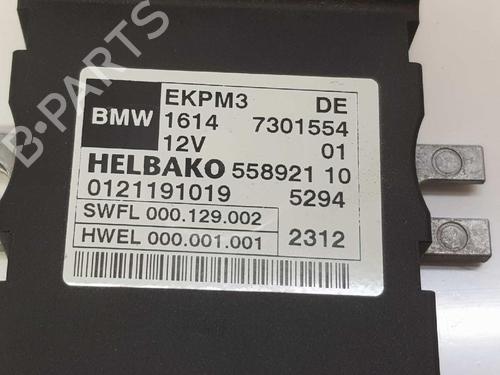 BMW EKPM3 DE
1614 7301554
12V 01
HELBAKO 558921 10
0121191019 5294
SWFL 000.129.002
HWEL 000.001.001 2312
B-PARTS